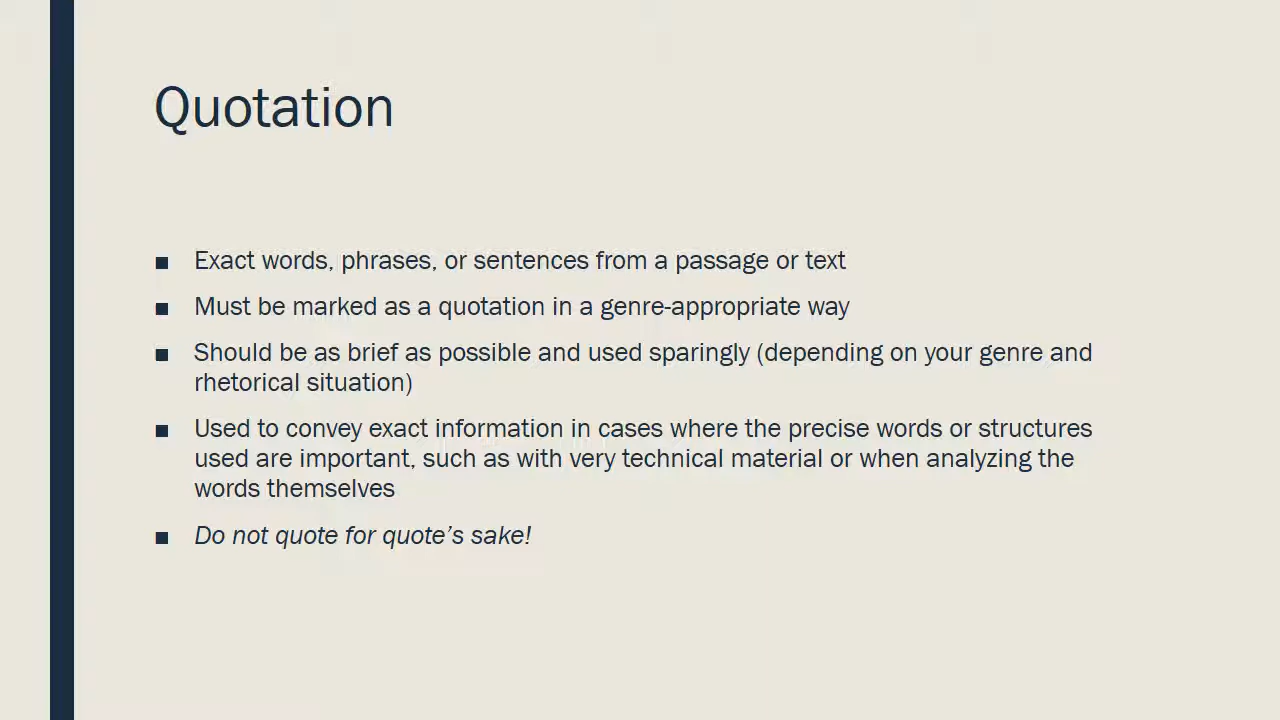 Quotation
■ Exact words, phrases, or sentences from a passage or text
■ Must be marked as a quotation in a genre-appropriate way
■ Should be as brief as possible and used sparingly (depending on your genre and
rhetorical situation)
■ Used to convey exact information in cases where the precise words or structures
used are important, such as with very technical material or when analyzing the
words themselves
■ Do not quote for quote’s sake!